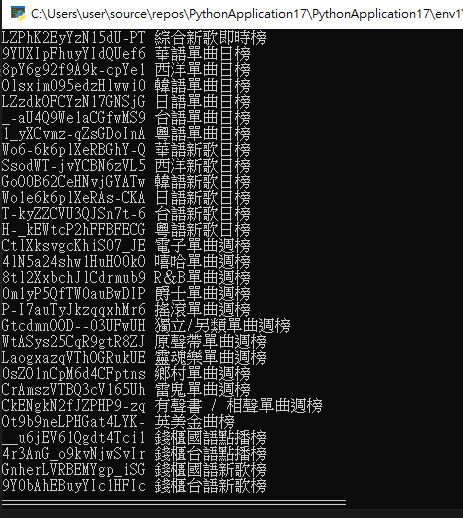 C:\Users\user\source\repos\PythonApplication17\PythonApplication17\env1\
LZPhK2EyYzN15dU-PT 綜合新歌即時榜
9YUXIpFhuyYIdQUef6 華語單曲日榜
8pY6g92f9A9k-cpYel 西洋單曲日榜
Olsxim095edzHlwwi0 韓語單曲日榜
LZzdkOFCYzN17GNSjG 日語單曲日榜
_-aU4Q9We1aCGfwMS9 台語單曲日榜
l_yXCvmz-qZsGDoInA 粵語單曲日榜
Wo6-6k6plXeRBGhY-Q 華語新歌日榜
SsodWT-jvYCBN6zVL5 西洋新歌日榜
GoO0B62CeHNvjGYATw 韓語新歌日榜
Wole6k6plXeRAs-CKA 日語新歌日榜
T-kyZZCVU3QJSn7t-6 台語新歌日榜
H-_kEWtcP2hFFBFECG 粵語新歌日榜
CtlXksvgcKhiS07_JE 電子單曲週榜
4lN5a24shwlHuHO0kO 嘻哈單曲週榜
8tl2XxbchJlCdrmub9 R&B單曲週榜
0mlyP5QfTW0auBwDIP 爵士單曲週榜
P-I7auTyJkzqqxhMr6 搖滾單曲週榜
GtcdmnOOD--03UFwUH 獨立/另類單曲週榜
WtASys25CqR9gtR8ZJ 原聲帶單曲週榜
LaogxazqVThOGRukUE 靈魂樂單曲週榜
0sZO1nCpM6d4CFptns 鄉村單曲週榜
CrAmszVTBQ3cV165Uh 雷鬼單曲週榜
CkENgkN2fJZPHP9-zq 有聲書 / 相聲單曲週榜
Ot9b9neLPHGat4LYK- 英美金曲榜
__u6jEV61Qgdt4Tcil 錢櫃國語點播榜
4r3AnG_o9kvNjwSvIr 錢櫃台語點播榜
GnherLVRBEMYgp_iSG 錢櫃國語新歌榜
9YObAhEBuyYIclHFIc 錢櫃台語新歌榜
===========================================